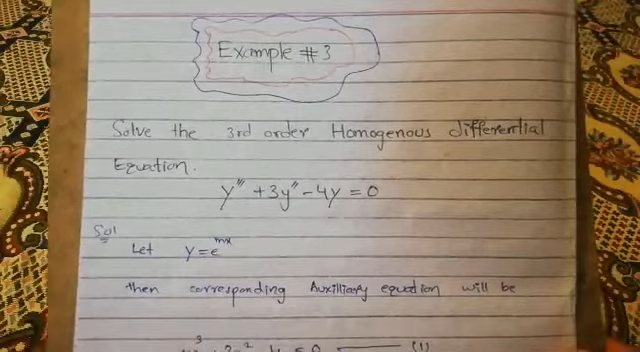 Example #3
Solve the 3rd order Homogenous differential
Equation.
y''' + 3y'' - 4y = 0
Sol
Let y = e^mx
then corresponding Auxilliary equation will be
(1)